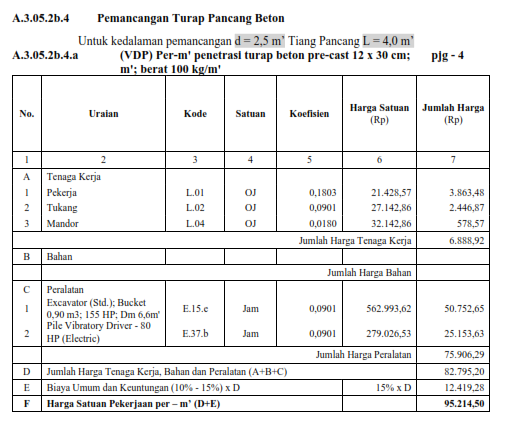 A.3.05.2b.4 Pemancangan Turap Pancang Beton
Untuk kedalaman pemancangan d = 2,5 m' Tiang Pancang L = 4,0 m'
A.3.05.2b.4.a (VDP) Per-m' penetrasi turap beton pre-cast 12 x 30 cm; pjg - 4
m'; berat 100 kg/m'
No. Uraian Kode Satuan Koefisien Harga Satuan (Rp) Jumlah Harga (Rp)
1 2 3 4 5 6 7
A Tenaga Kerja
1 Pekerja L.01 OJ 0,1803 21.428,57 3.863,48
2 Tukang L.02 OJ 0,0901 27.142,86 2.446,87
3 Mandor L.04 OJ 0,0180 32.142,86 578,57
Jumlah Harga Tenaga Kerja 6.888,92
B Bahan
Jumlah Harga Bahan
C Peralatan
1 Excavator (Std.); Bucket
0,90 m3; 155 HP; Dm 6,6m' E.15.e Jam 0,0901 562.993,62 50.752,65
2 Pile Vibratory Driver - 80
HP (Electric) E.37.b Jam 0,0901 279.026,53 25.153,63
Jumlah Harga Peralatan 75.906,29
D Jumlah Harga Tenaga Kerja, Bahan dan Peralatan (A+B+C) 82.795,20
E Biaya Umum dan Keuntungan (10% - 15%) x D 15% x D 12.419,28
F Harga Satuan Pekerjaan per – m' (D+E) 95.214,50